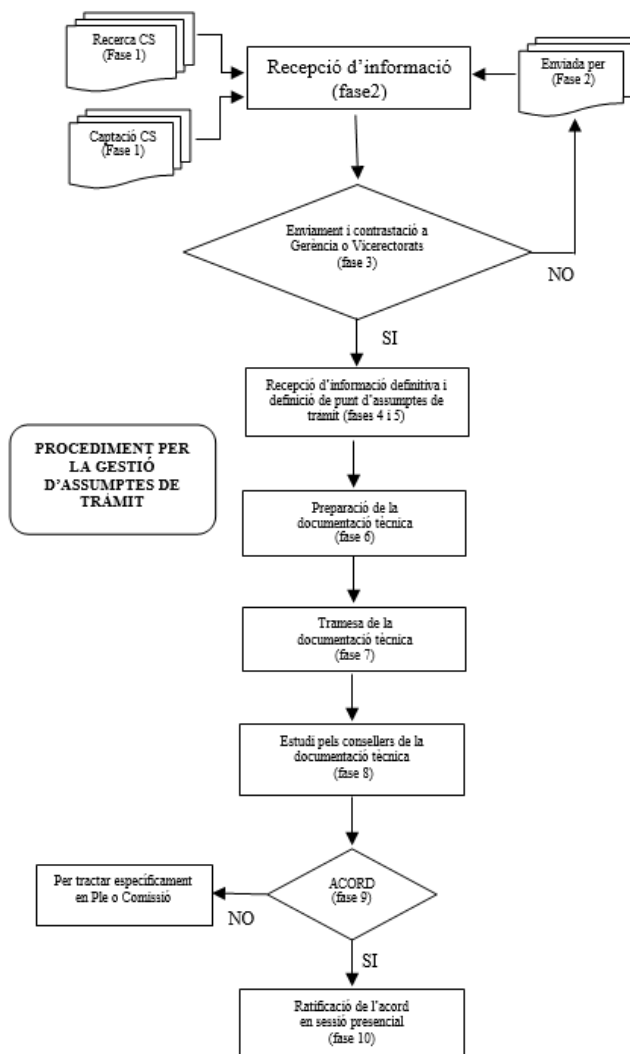 Recerca CS
(Fase 1)
Recepció d’informació
(fase2)
Enviada per
(Fase 2)
Captació CS
(Fase 1)
Enviament i contrastació a
Gerència o Vicerectorats
(fase 3)
NO
SI
Recepció d’informació definitiva i
definició de punt d’assumptes de
tràmit (fases 4 i 5)
PROCEDIMENT PER
LA GESTIÓ
D’ASSUMPTES DE
TRÀMIT
Preparació de la
documentació tècnica
(fase 6)
Tramesa de la
documentació tècnica
(fase 7)
Estudi pels consellers de la
documentació tècnica
(fase 8)
Per tractar específicament
en Ple o Comissió
ACORD
(fase 9)
NO
SI
Ratificació de l’acord
en sessió presencial
(fase 10)